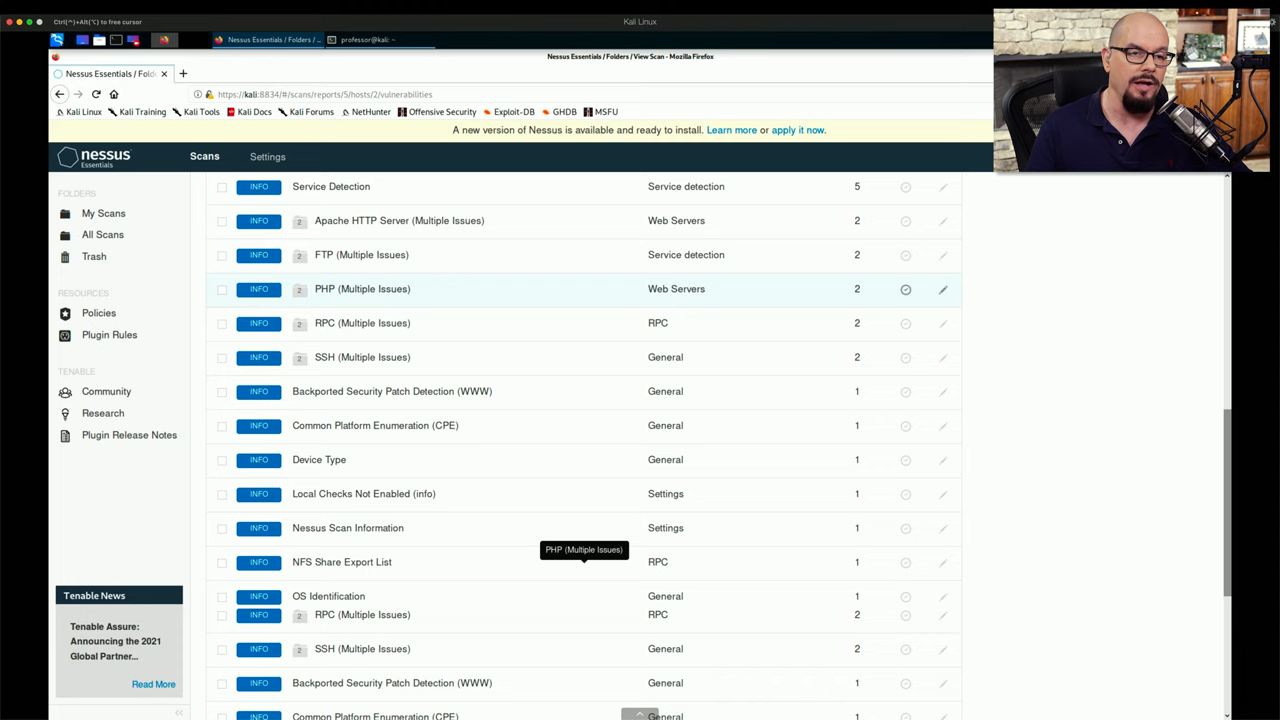 Ctrl(^)+Alt(⌥) to free cursor
Kali Linux
Nessus Essentials / Folders / ...
professor@kali: ~
Nessus Essentials / Folders / View Scan - Mozilla Firefox
Nessus Essentials / Fold
https://kali:8834/#/scans/reports/5/hosts/2/vulnerabilities
Kali Linux Kali Training Kali Tools Kali Docs Kali Forums NetHunter Offensive Security Exploit-DB GHDB MSFU
A new version of Nessus is available and ready to install. Learn more or apply it now.
nessus Essentials Scans Settings
FOLDERS
My Scans
All Scans
Trash
RESOURCES
Policies
Plugin Rules
TENABLE
Community
Research
Plugin Release Notes
Tenable News
Tenable Assure:
Announcing the 2021
Global Partner...
Read More
INFO Service Detection Service detection 5
INFO 2 Apache HTTP Server (Multiple Issues) Web Servers 2
INFO 2 FTP (Multiple Issues) Service detection 2
INFO 2 PHP (Multiple Issues) Web Servers 2
INFO 2 RPC (Multiple Issues) RPC 2
INFO 2 SSH (Multiple Issues) General 2
INFO Backported Security Patch Detection (WWW) General 1
INFO Common Platform Enumeration (CPE) General 1
INFO Device Type General 1
INFO Local Checks Not Enabled (info) Settings 1
INFO Nessus Scan Information Settings 1
PHP (Multiple Issues)
INFO NFS Share Export List RPC 1
INFO OS Identification General 1
INFO 2 RPC (Multiple Issues) RPC 2
INFO 2 SSH (Multiple Issues) General 2
INFO Backported Security Patch Detection (WWW) General 1
INFO Common Platform Enumeration (CPE) General 1